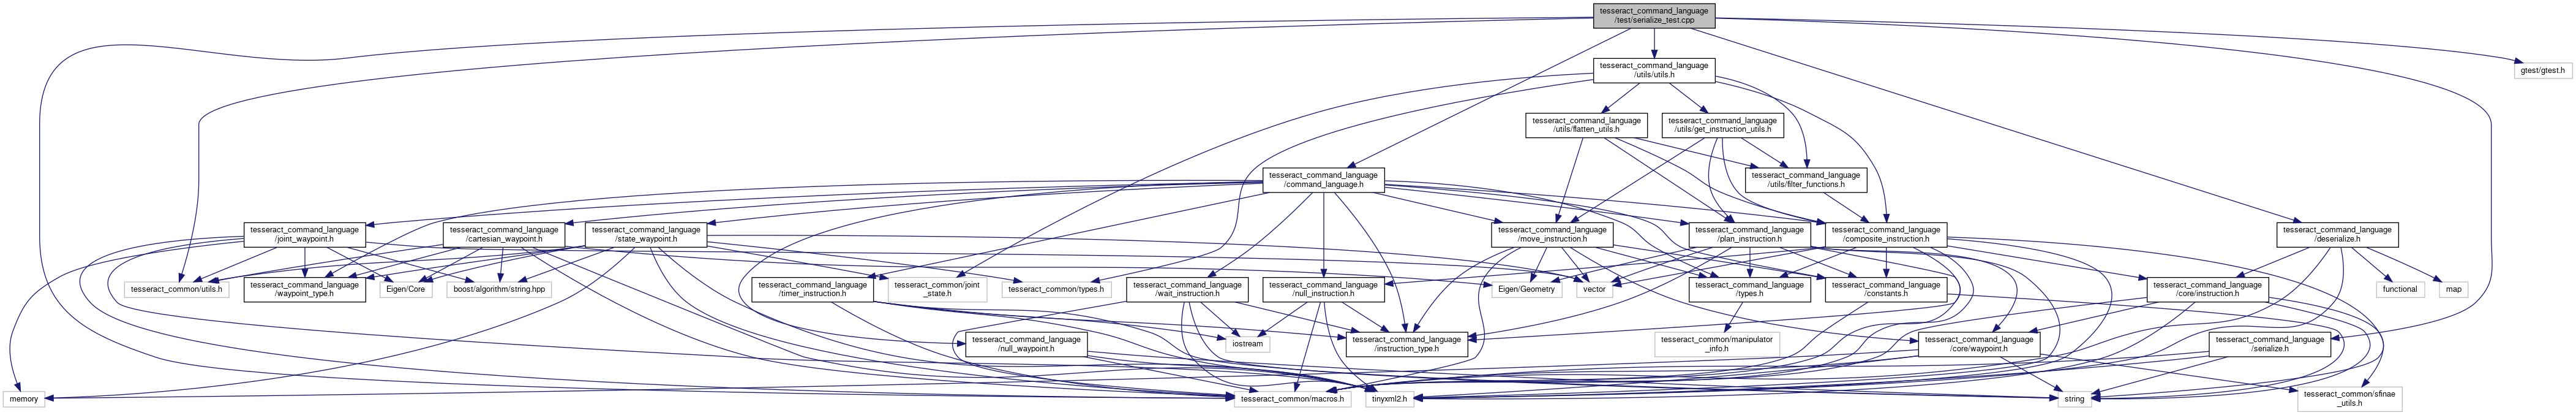 tesseract_command_language
/test/serialize_test.cpp
tesseract_command_language
/utils/utils.h
gtest/gtest.h
tesseract_command_language
/utils/flatten_utils.h
tesseract_command_language
/utils/get_instruction_utils.h
tesseract_command_language
/command_language.h
tesseract_command_language
/utils/filter_functions.h
tesseract_command_language
/joint_waypoint.h
tesseract_command_language
/cartesian_waypoint.h
tesseract_command_language
/state_waypoint.h
tesseract_command_language
/move_instruction.h
tesseract_command_language
/plan_instruction.h
tesseract_command_language
/composite_instruction.h
tesseract_command_language
/deserialize.h
tesseract_common/utils.h
tesseract_command_language
/waypoint_type.h
Eigen/Core
boost/algorithm/string.hpp
tesseract_command_language
/timer_instruction.h
tesseract_common/joint
_state.h
tesseract_common/types.h
tesseract_command_language
/wait_instruction.h
tesseract_command_language
/null_instruction.h
Eigen/Geometry
vector
tesseract_command_language
/types.h
tesseract_command_language
/constants.h
tesseract_command_language
/core/instruction.h
functional
map
tesseract_command_language
/null_waypoint.h
iostream
tesseract_command_language
/instruction_type.h
tesseract_common/manipulator
_info.h
tesseract_command_language
/core/waypoint.h
tesseract_command_language
/serialize.h
memory
tesseract_common/macros.h
tinyxml2.h
string
tesseract_common/sfinae
_utils.h